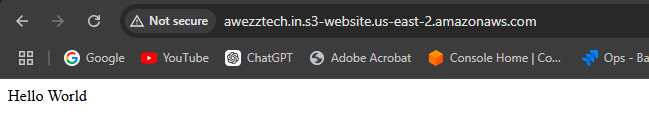 Not secure awezztech.in.s3-website.us-east-2.amazonaws.com
Google YouTube ChatGPT Adobe Acrobat Console Home | Co... Ops - Ba
Hello World